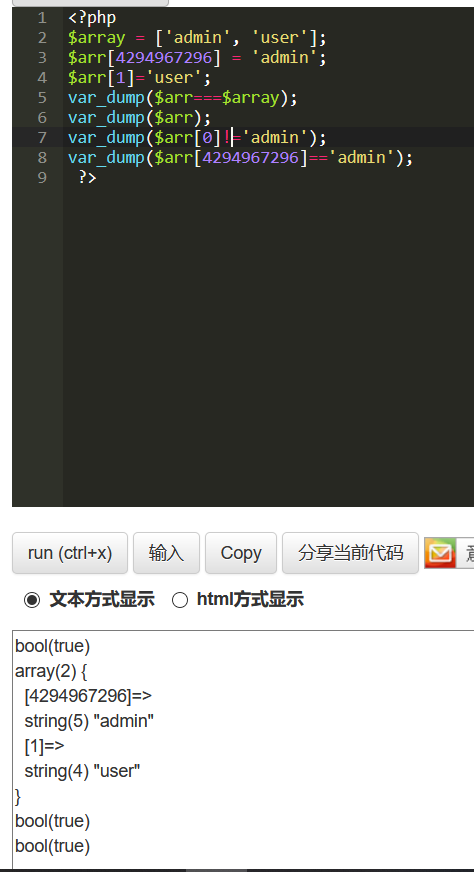 1 <?php
2 $array = ['admin', 'user'];
3 $arr[4294967296] = 'admin';
4 $arr[1]='user';
5 var_dump($arr===$array);
6 var_dump($arr);
7 var_dump($arr[0]!='admin');
8 var_dump($arr[4294967296]=='admin');
9 ?>
run (ctrl+x) 输入 Copy 分享当前代码
文本方式显示 html方式显示
bool(true)
array(2) {
[4294967296]=>
string(5) "admin"
[1]=>
string(4) "user"
}
bool(true)
bool(true)